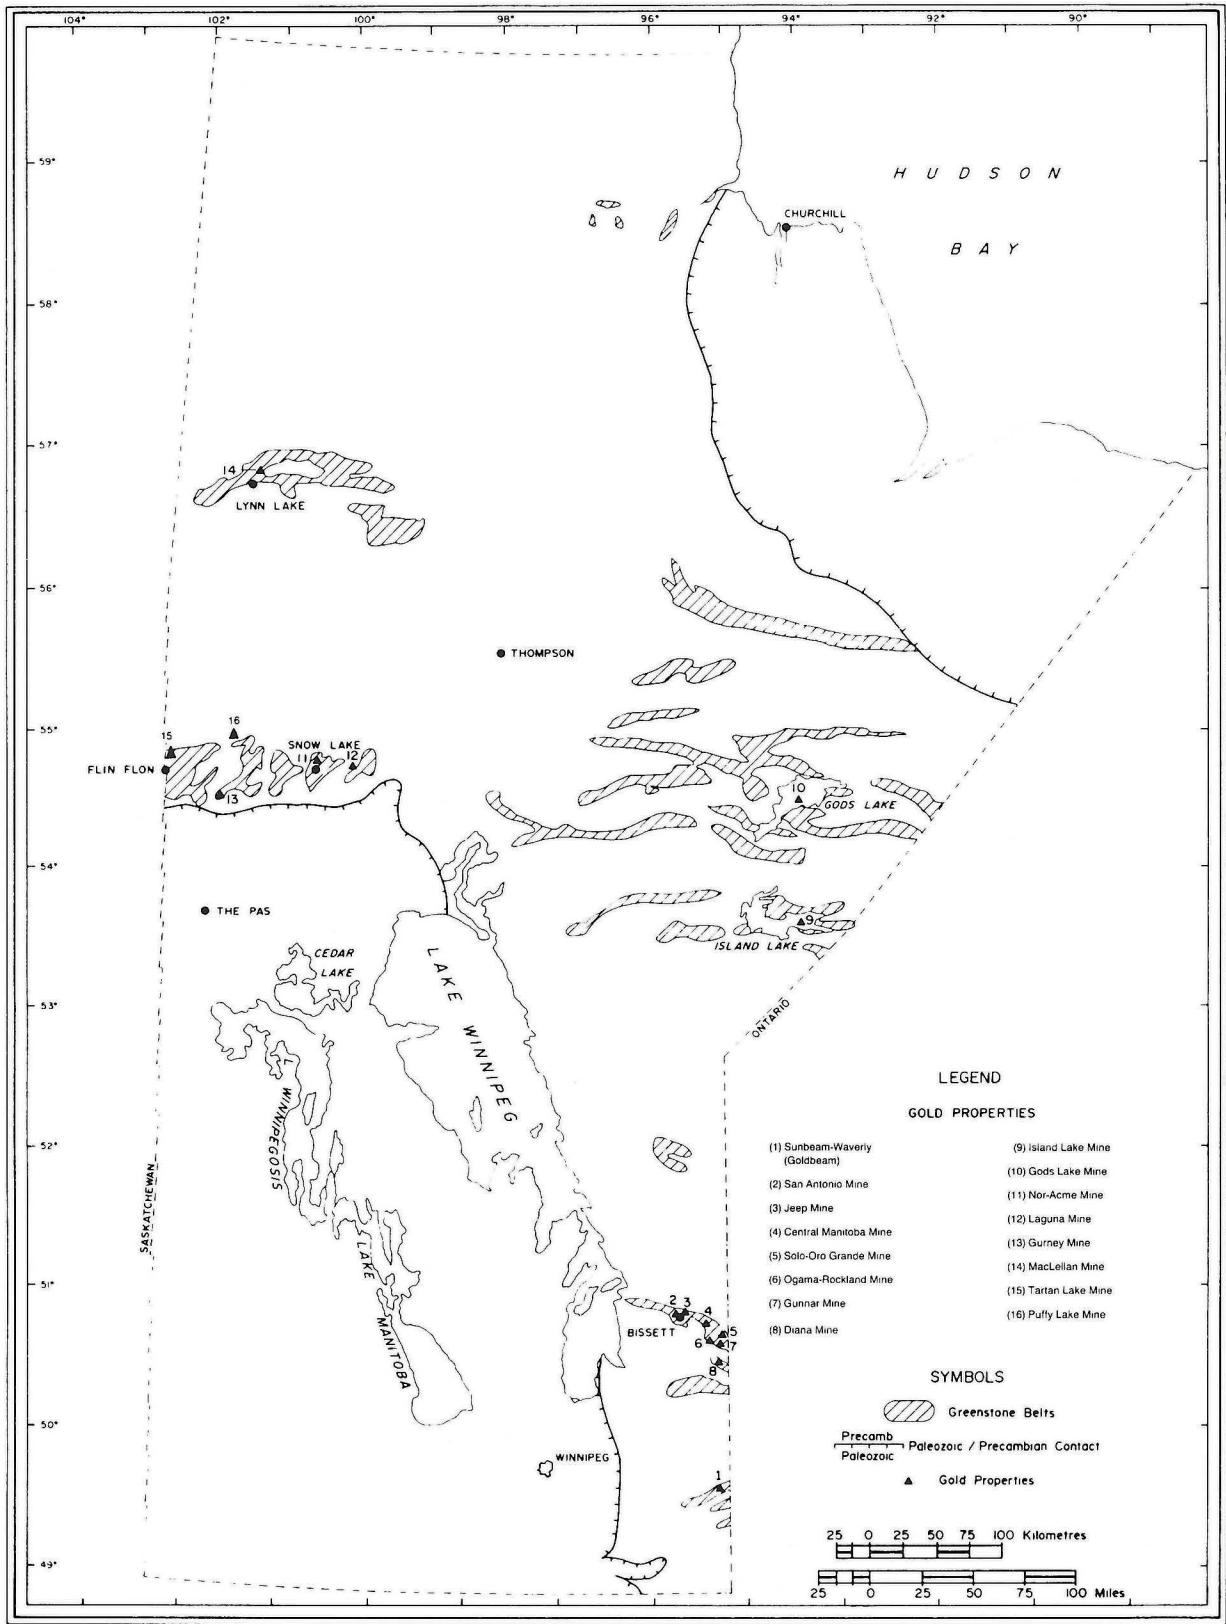 104° 102° 100° 98° 96° 94° 92° 90°
59°
HUDSON
BAY
CHURCHILL
58°
57°
14
LYNN LAKE
56°
THOMPSON
55°
16
15
SNOW LAKE
11 12
FLIN FLON
13
10
GODS LAKE
54°
THE PAS
9
ISLAND LAKE
CEDAR
LAKE
LAKE WINNIPEG
53°
ONTARIO
L. WINNIPEGOSIS
52°
SASKATCHEWAN
LAKE MANITOBA
51°
2 3
4
BISSETT
5
6 7
8
50°
WINNIPEG
1
49°
LEGEND
GOLD PROPERTIES
(1) Sunbeam-Waverly
(Goldbeam)
(2) San Antonio Mine
(3) Jeep Mine
(4) Central Manitoba Mine
(5) Solo-Oro Grande Mine
(6) Ogama-Rockland Mine
(7) Gunnar Mine
(8) Diana Mine
(9) Island Lake Mine
(10) Gods Lake Mine
(11) Nor-Acme Mine
(12) Laguna Mine
(13) Gurney Mine
(14) MacLellan Mine
(15) Tartan Lake Mine
(16) Puffy Lake Mine
SYMBOLS
Greenstone Belts
Precamb
Paleozoic
Paleozoic / Precambian Contact
Gold Properties
25 0 25 50 75 100 Kilometres
25 0 25 50 75 100 Miles